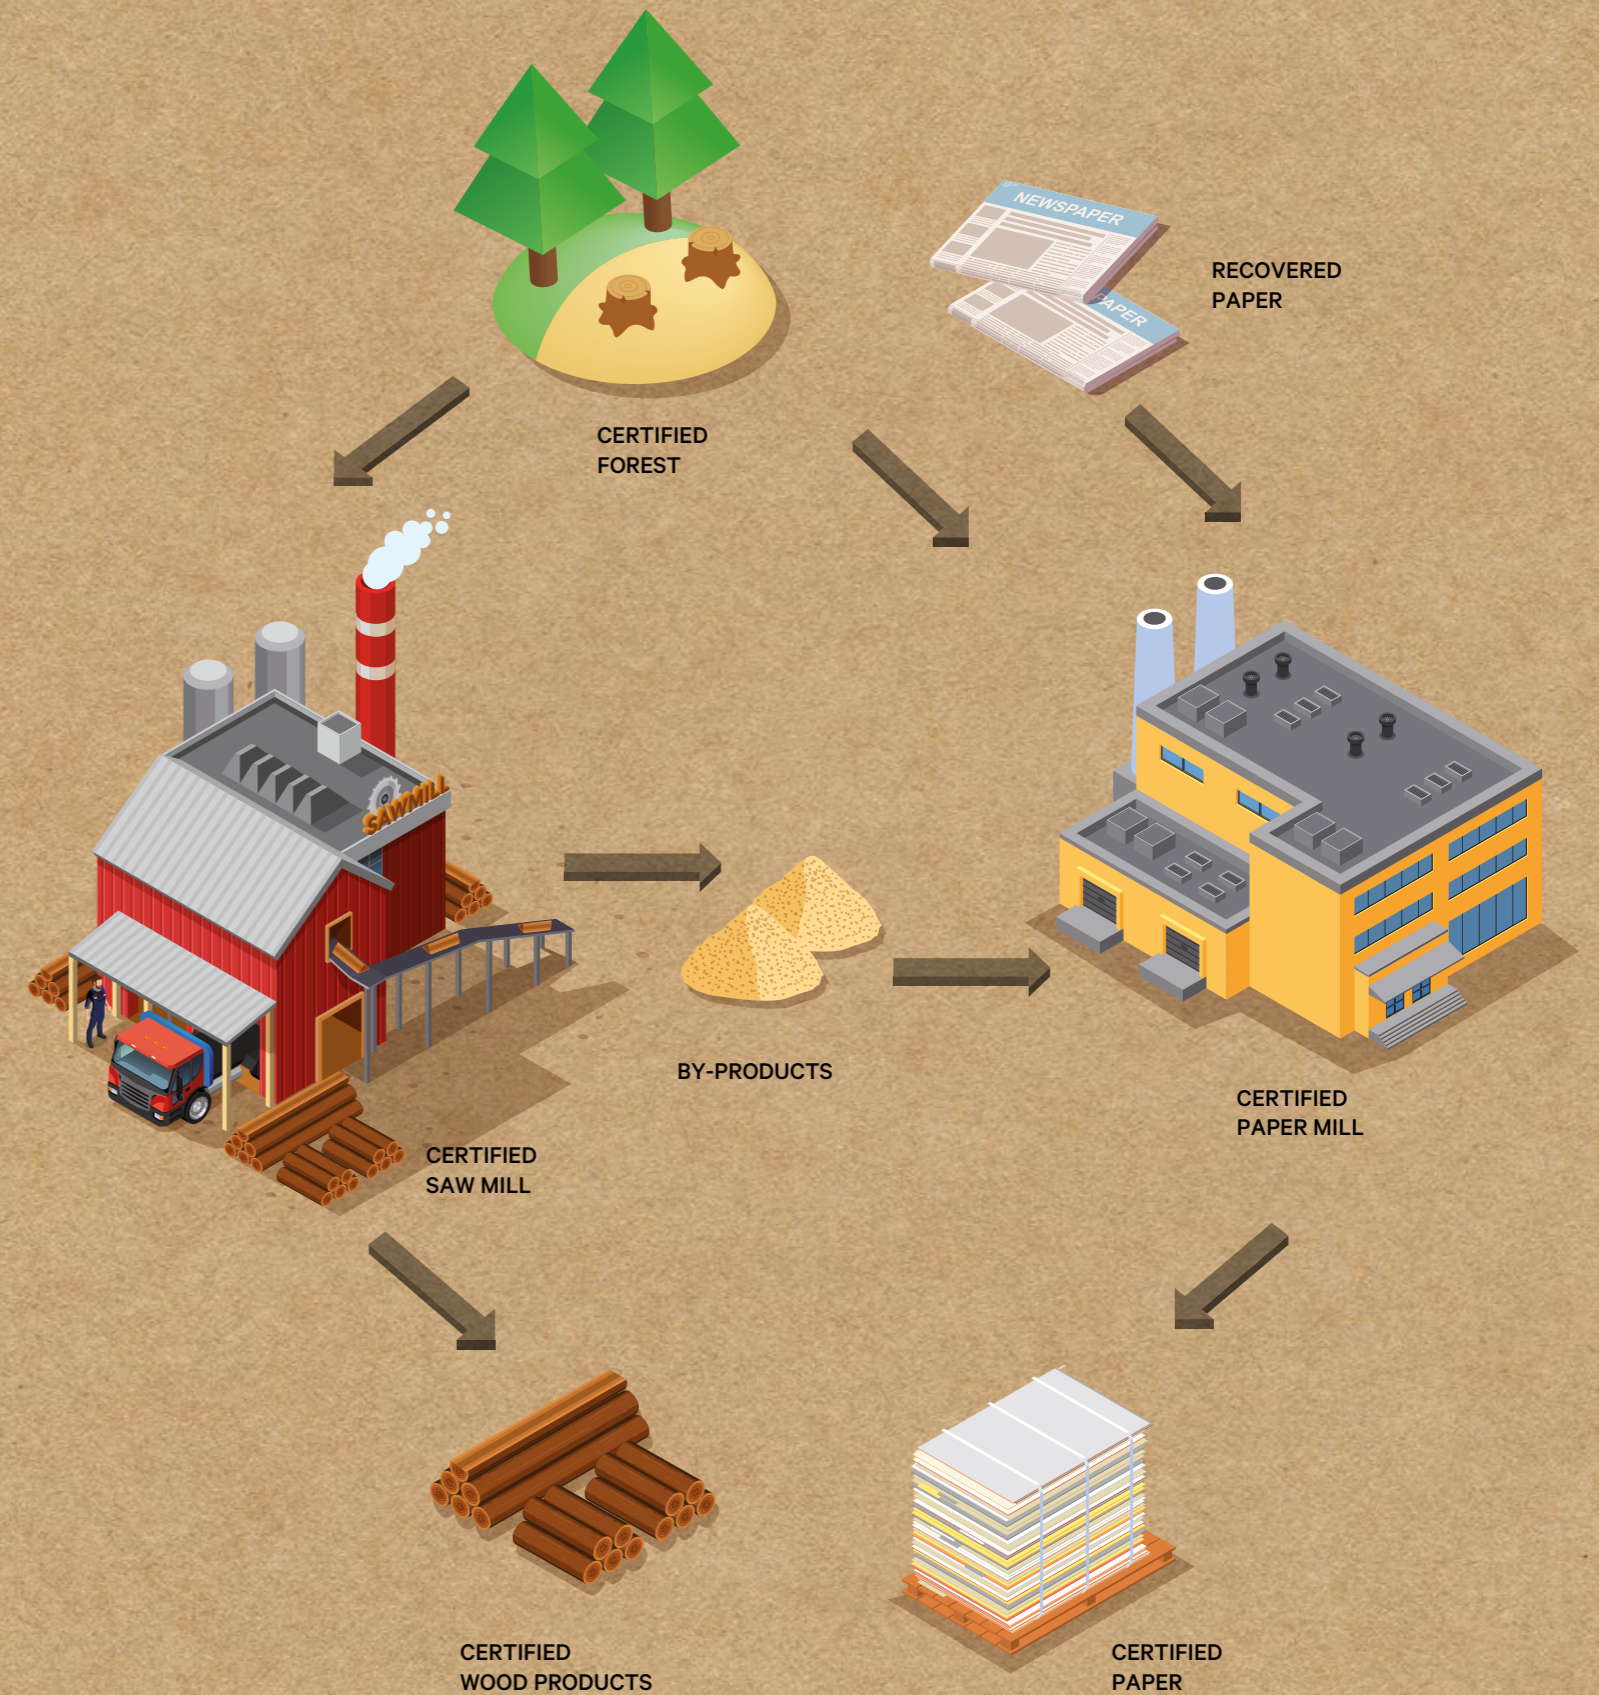 NEWSPAPER
PAPER
RECOVERED
PAPER
CERTIFIED
FOREST
SAWMILL
BY-PRODUCTS
CERTIFIED
PAPER MILL
CERTIFIED
SAW MILL
CERTIFIED
WOOD PRODUCTS
CERTIFIED
PAPER